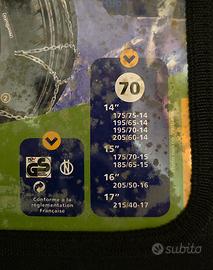 70
14"
175/75-14
195/65-14
195/70-14
205/60-14
15"
175/70-15
185/65-15
16"
205/50-16
17"
215/40-17
GS
N
Conforme à la
réglementation
Française
subito